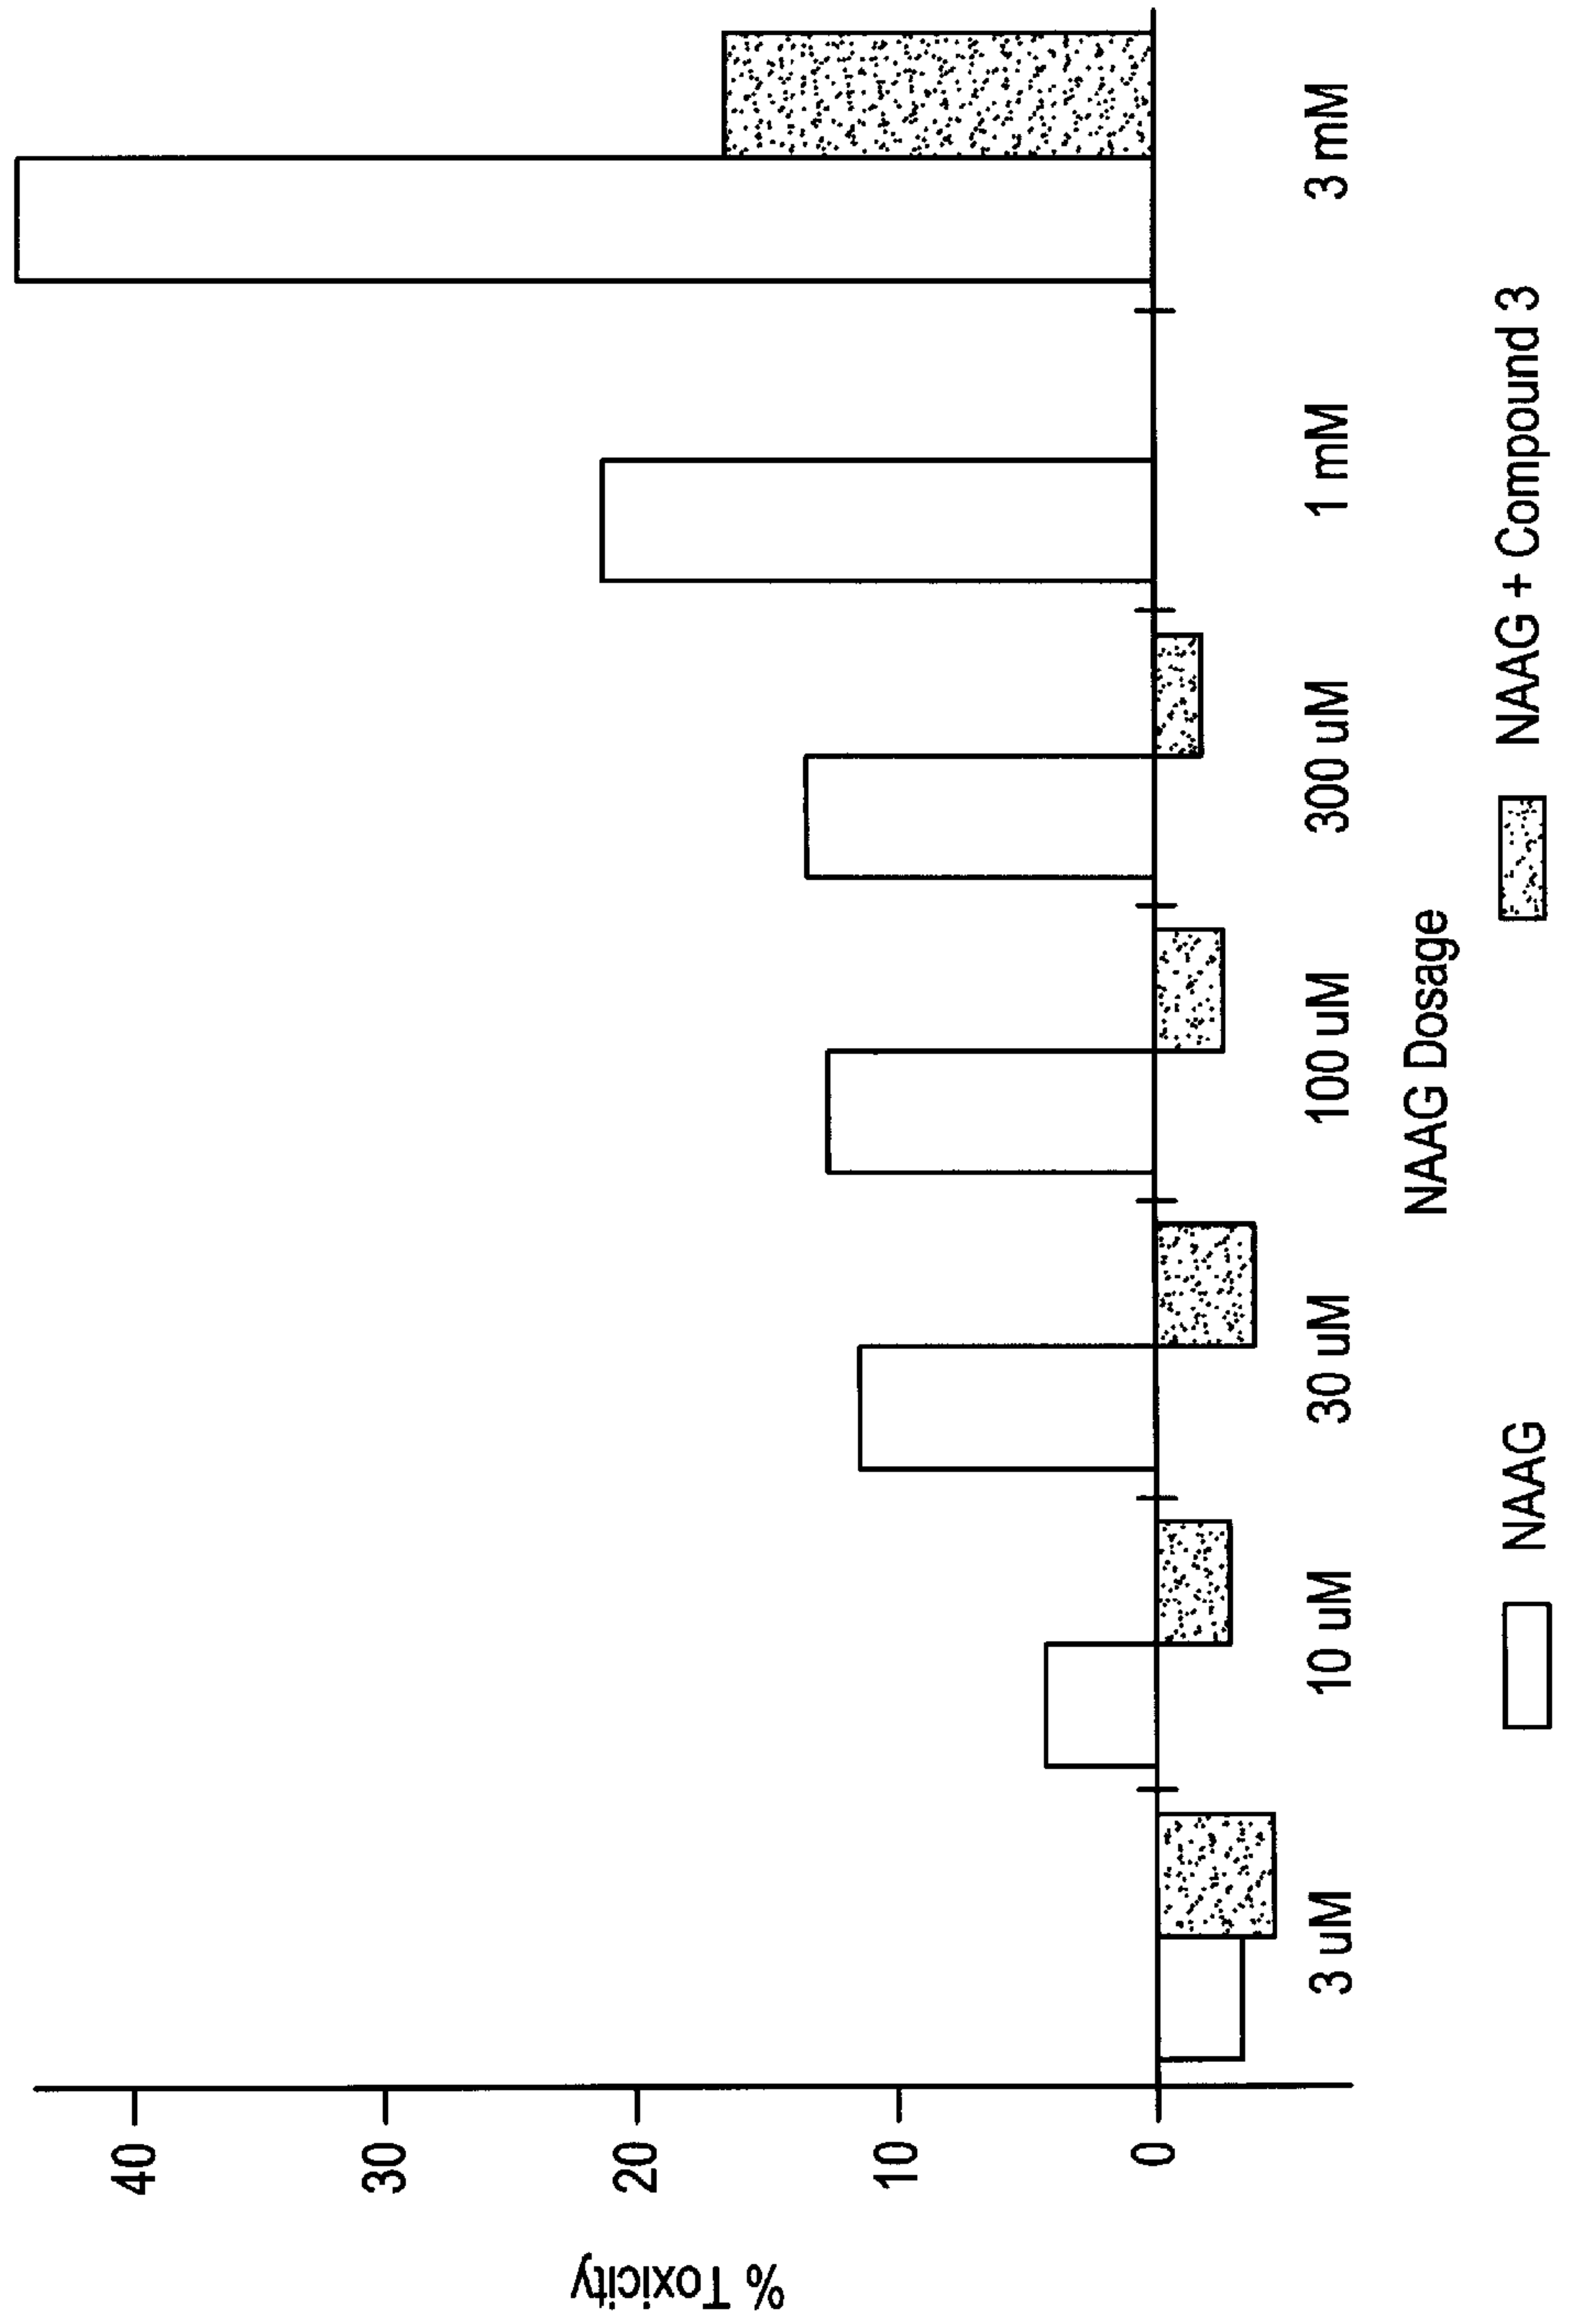 % Toxicity
40
30
20
10
0
3 uM
10 uM
30 uM
100 uM
300 uM
1 mM
3 mM
NAAG Dosage
NAAG
NAAG + Compound 3